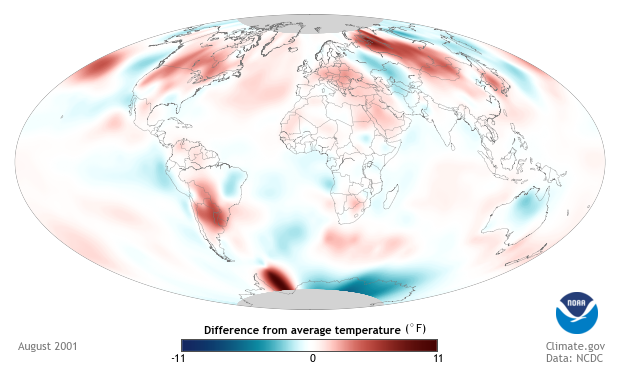 NOAA
Difference from average temperature (°F)
August 2001
-11
0
11
Climate.gov
Data: NCDC